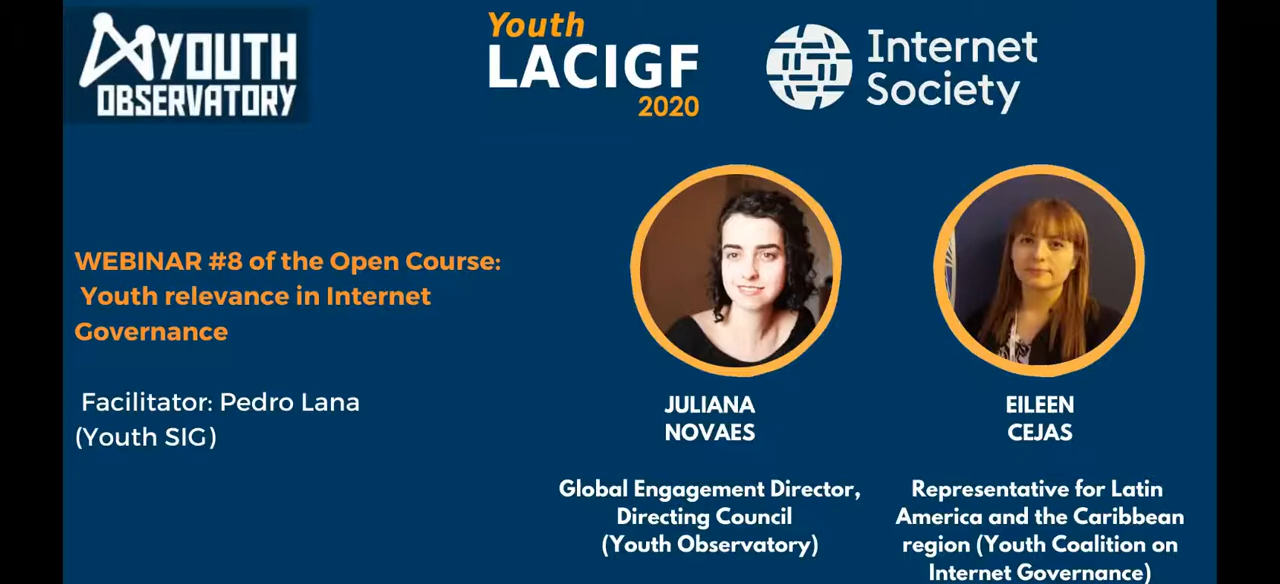 YOUTH
OBSERVATORY
Youth
LACIGF
2020
Internet
Society
WEBINAR #8 of the Open Course:
Youth relevance in Internet
Governance
Facilitator: Pedro Lana
(Youth SIG)
JULIANA
NOVAES
Global Engagement Director,
Directing Council
(Youth Observatory)
EILEEN
CEJAS
Representative for Latin
America and the Caribbean
region (Youth Coalition on
Internet Governance)